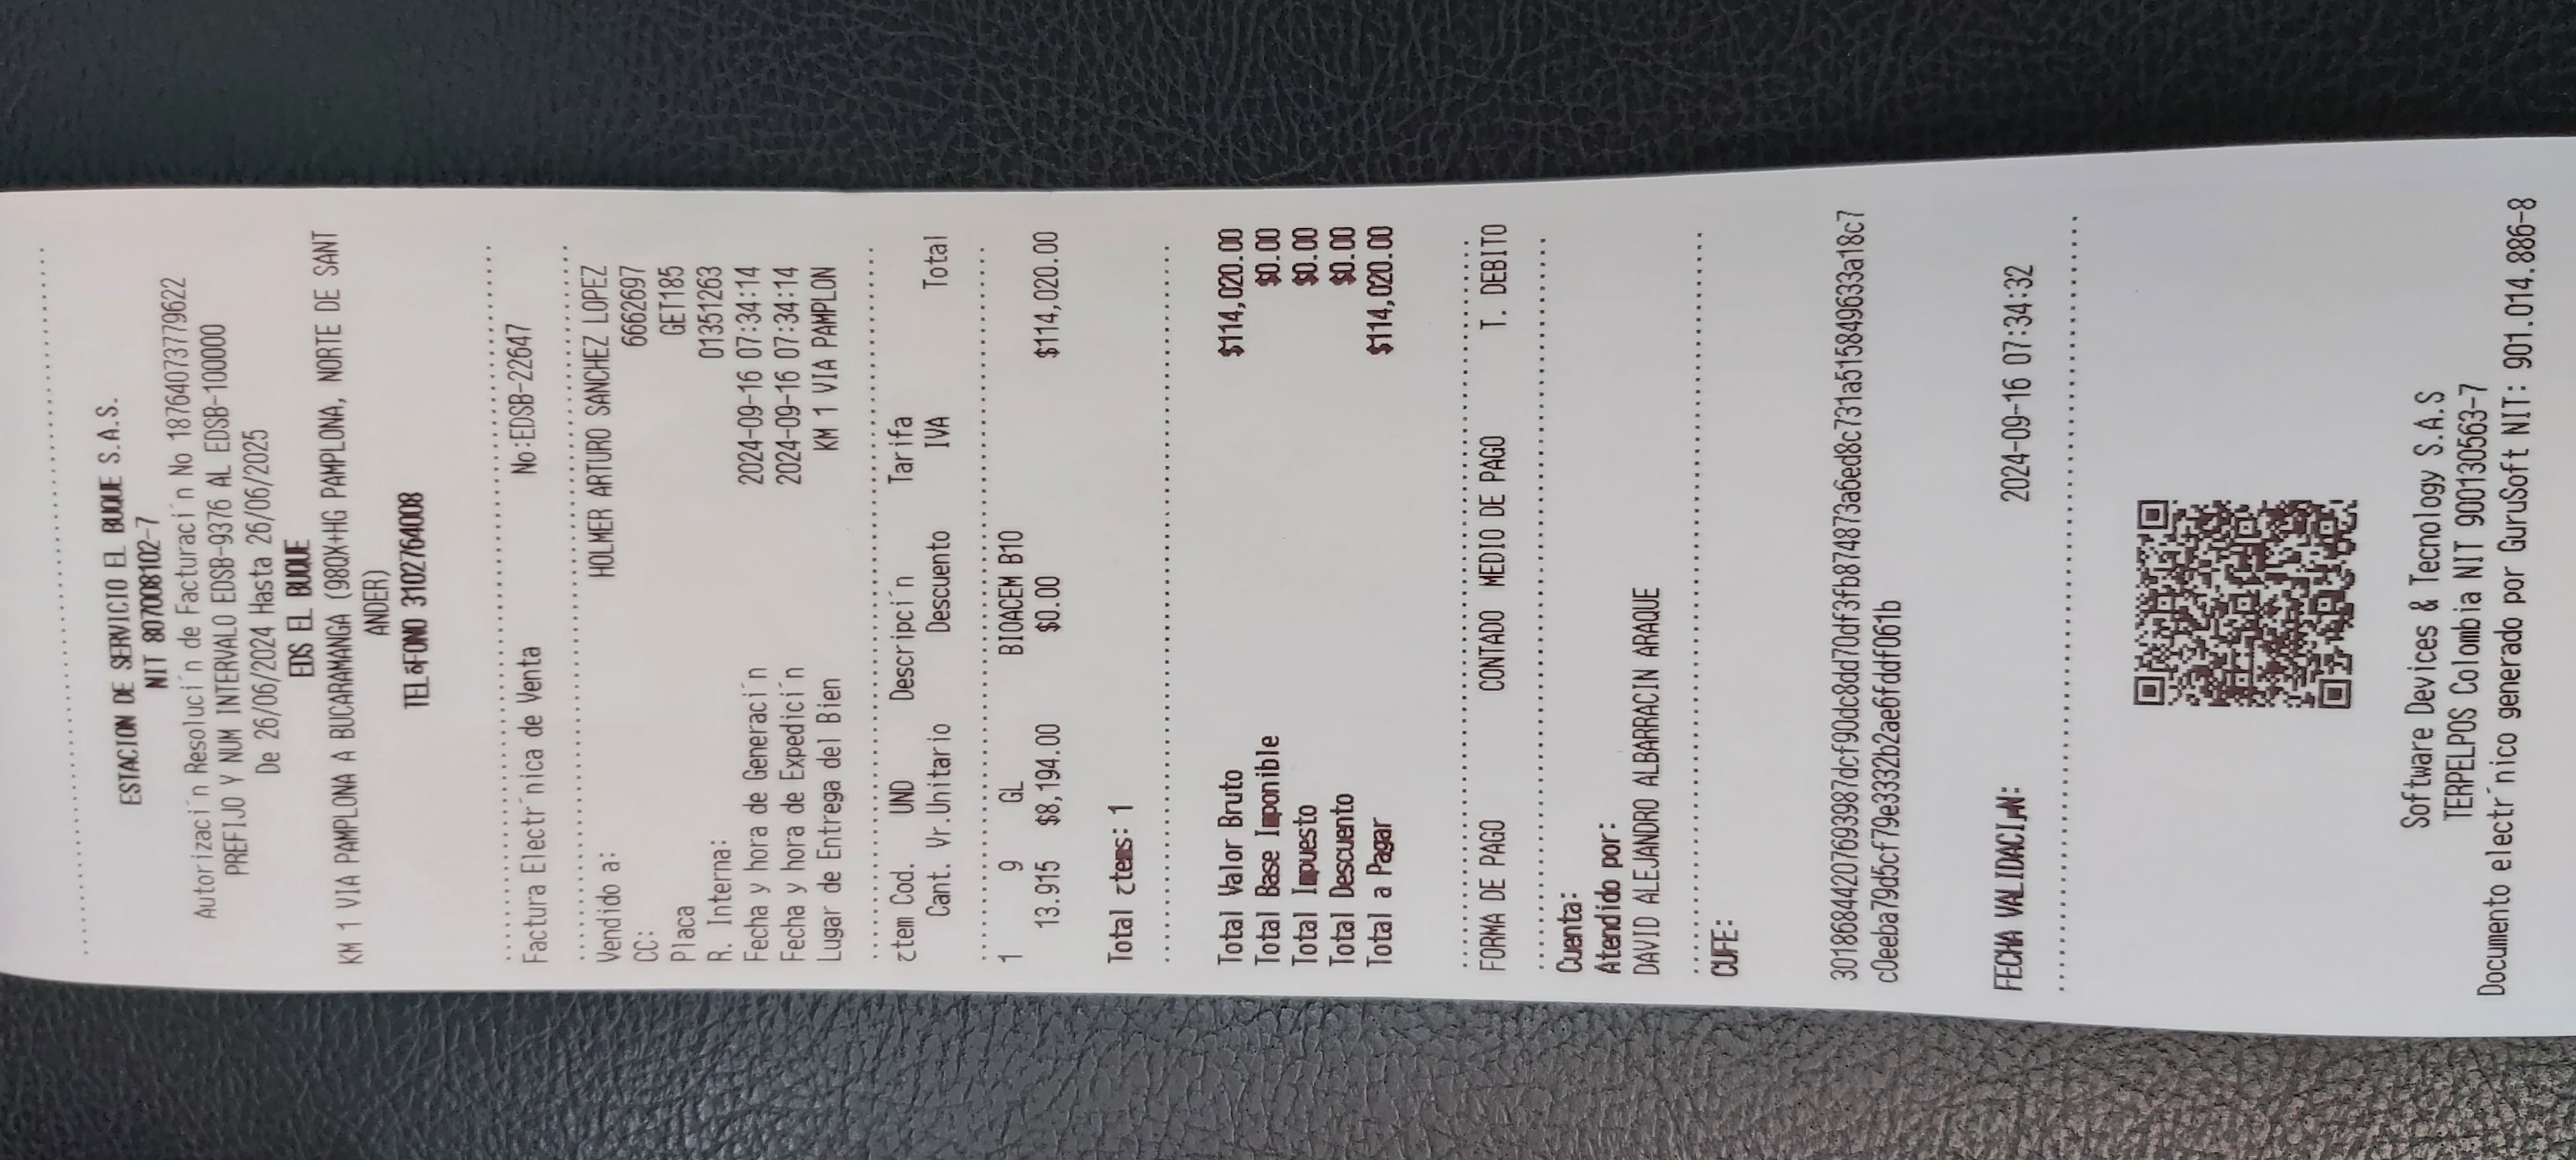 ESTACION DE SERVICIO EL BUQUE S.A.S.
NIT 807008102-7
Autorizaci´n Resoluci´n de Facturaci´n No 18764073779622
PREFIJO Y NUM INTERVALO EDSB-9376 AL EDSB-100000
De 26/06/2024 Hasta 26/06/2025
EDS EL BUQUE
KM 1 VIA PAMPLONA A BUCARAMANGA (98QX+HG PAMPLONA, NORTE DE SANT
ANDER)
TELéFONO 3102764008
Factura Electr´nica de Venta No:EDSB-22647
Vendido a: HOLMER ARTURO SANCHEZ LOPEZ
CC: 6662697
Placa GET185
R. Interna: 01351263
Fecha y hora de Generaci´n 2024-09-16 07:34:14
Fecha y hora de Expedici´n 2024-09-16 07:34:14
Lugar de Entrega del Bien KM 1 VIA PAMPLON
ztem Cod. UND Descripci´n Tarifa
Cant. Vr.Unitario Descuento IVA Total
1 9 GL BIOACEM B10
13.915 $8,194.00 $0.00 $114,020.00
Total ztems: 1
Total Valor Bruto $114,020.00
Total Base Imponible $0.00
Total Impuesto $0.00
Total Descuento $0.00
Total a Pagar $114,020.00
FORMA DE PAGO CONTADO MEDIO DE PAGO T. DEBITO
Cuenta:
Atendido por:
DAVID ALEJANDRO ALBARRACIN ARAQUE
CUFE:
30186844207693987dcf90dc8dd70df3fb874873a6ed8c731a515849633a18c7
c0eeba79d5cf79e3332b2ae6fddf061b
FECHA VALIDACI¡N: 2024-09-16 07:34:32
Software Devices & Tecnology S.A.S
TERPELPOS Colombia NIT 900130563-7
Documento electr´nico generado por GuruSoft NIT: 901.014.886-8